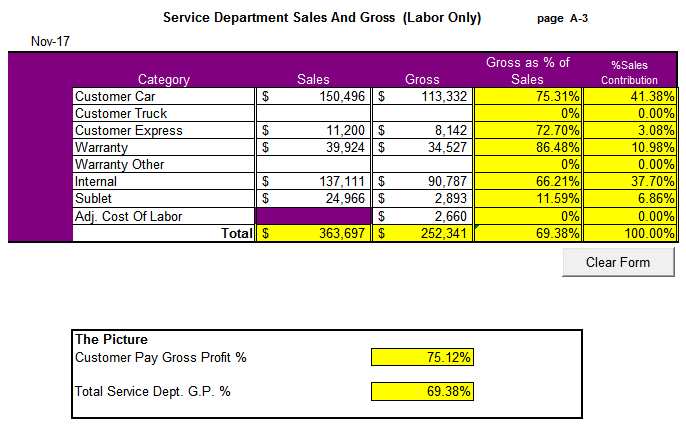 Service Department Sales And Gross (Labor Only) page A-3
Nov-17
Category Sales Gross Gross as % of Sales %Sales Contribution
Customer Car $ 150,496 $ 113,332 75.31% 41.38%
Customer Truck 0% 0.00%
Customer Express $ 11,200 $ 8,142 72.70% 3.08%
Warranty $ 39,924 $ 34,527 86.48% 10.98%
Warranty Other 0% 0.00%
Internal $ 137,111 $ 90,787 66.21% 37.70%
Sublet $ 24,966 $ 2,893 11.59% 6.86%
Adj. Cost Of Labor $ 2,660 0% 0.00%
Total $ 363,697 $ 252,341 69.38% 100.00%
Clear Form
The Picture
Customer Pay Gross Profit % 75.12%
Total Service Dept. G.P. % 69.38%